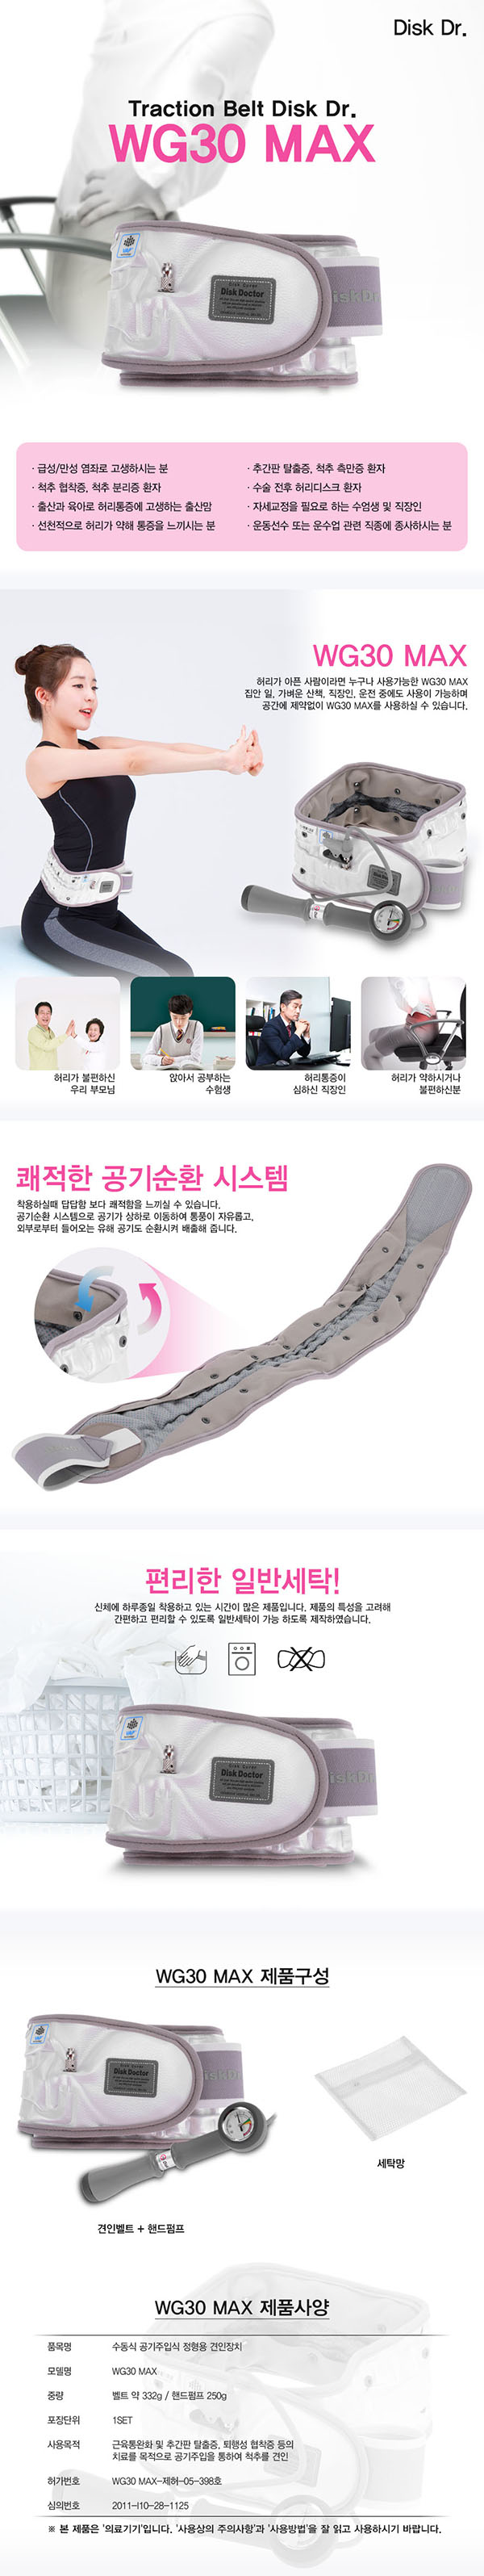 Disk Dr.
Traction Belt Disk Dr.
WG30 MAX
Disk Doctor
iskDr
· 급성/만성 염좌로 고생하시는 분
· 척추 협착증, 척추 분리증 환자
· 출산과 육아로 허리통증에 고생하는 출산맘
· 선천적으로 허리가 약해 통증을 느끼시는 분
· 추간판 탈출증, 척추 측만증 환자
· 수술 전후 허리디스크 환자
· 자세교정을 필요로 하는 수험생 및 직장인
· 운동선수 또는 운수업 관련 직종에 종사하시는 분
WG30 MAX
허리가 아픈 사람이라면 누구나 사용가능한 WG30 MAX
집안 일, 가벼운 산책, 직장인, 운전 중에도 사용이 가능하며
공간에 제약없이 WG30 MAX를 사용하실 수 있습니다.
허리가 불편하신
우리 부모님
앉아서 공부하는
수험생
허리통증이
심하신 직장인
허리가 약하시거나
불편하신분
쾌적한 공기순환 시스템
착용하실때 답답함 보다 쾌적함을 느끼실 수 있습니다.
공기순환 시스템으로 공기가 상하로 이동하여 통풍이 자유롭고,
외부로부터 들어오는 유해 공기도 순환시켜 배출해 줍니다.
편리한 일반세탁!
신체에 하루종일 착용하고 있는 시간이 많은 제품입니다. 제품의 특성을 고려해
간편하고 편리할 수 있도록 일반세탁이 가능 하도록 제작하였습니다.
Disk Doctor
iskDr
WG30 MAX 제품구성
Disk Doctor
iskDr
세탁망
견인벨트 + 핸드펌프
WG30 MAX 제품사양
품목명 수동식 공기주입식 정형용 견인장치
모델명 WG30 MAX
중량 벨트 약 332g / 핸드펌프 250g
포장단위 1SET
사용목적 근육통완화 및 추간판 탈출증, 퇴행성 협착증 등의
치료를 목적으로 공기주입을 통하여 척추를 견인
허가번호 WG30 MAX-제허-05-398호
심의번호 2011-I10-28-1125
※ 본 제품은 '의료기기'입니다. '사용상의 주의사항'과 '사용방법'을 잘 읽고 사용하시기 바랍니다.